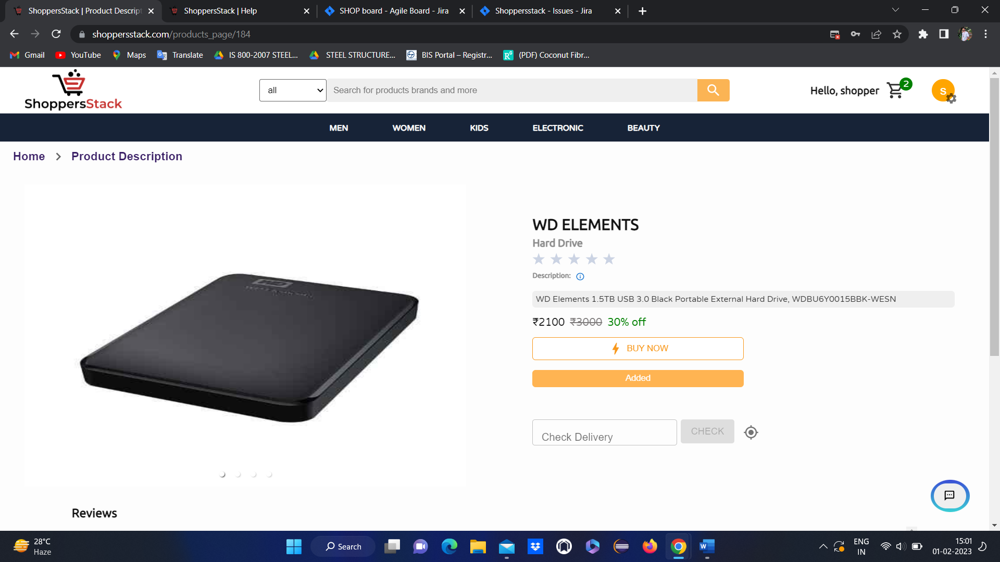 ShoppersStack | Product Descript
ShoppersStack | Help
SHOP board - Agile Board - Jira
Shoppersstack - Issues - Jira
shoppersstack.com/products_page/184
Gmail
YouTube
Maps
Translate
IS 800-2007 STEEL...
STEEL STRUCTURE...
BIS Portal – Registr...
(PDF) Coconut Fibr...
ShoppersStack
all
Search for products brands and more
Hello, shopper
2
S
MEN
WOMEN
KIDS
ELECTRONIC
BEAUTY
Home
Product Description
WD ELEMENTS
Hard Drive
Description:
WD Elements 1.5TB USB 3.0 Black Portable External Hard Drive, WDBU6Y0015BBK-WESN
₹2100 ₹3000 30% off
BUY NOW
Added
Check Delivery
CHECK
Reviews
28°C
Haze
Search
ENG
IN
15:01
01-02-2023